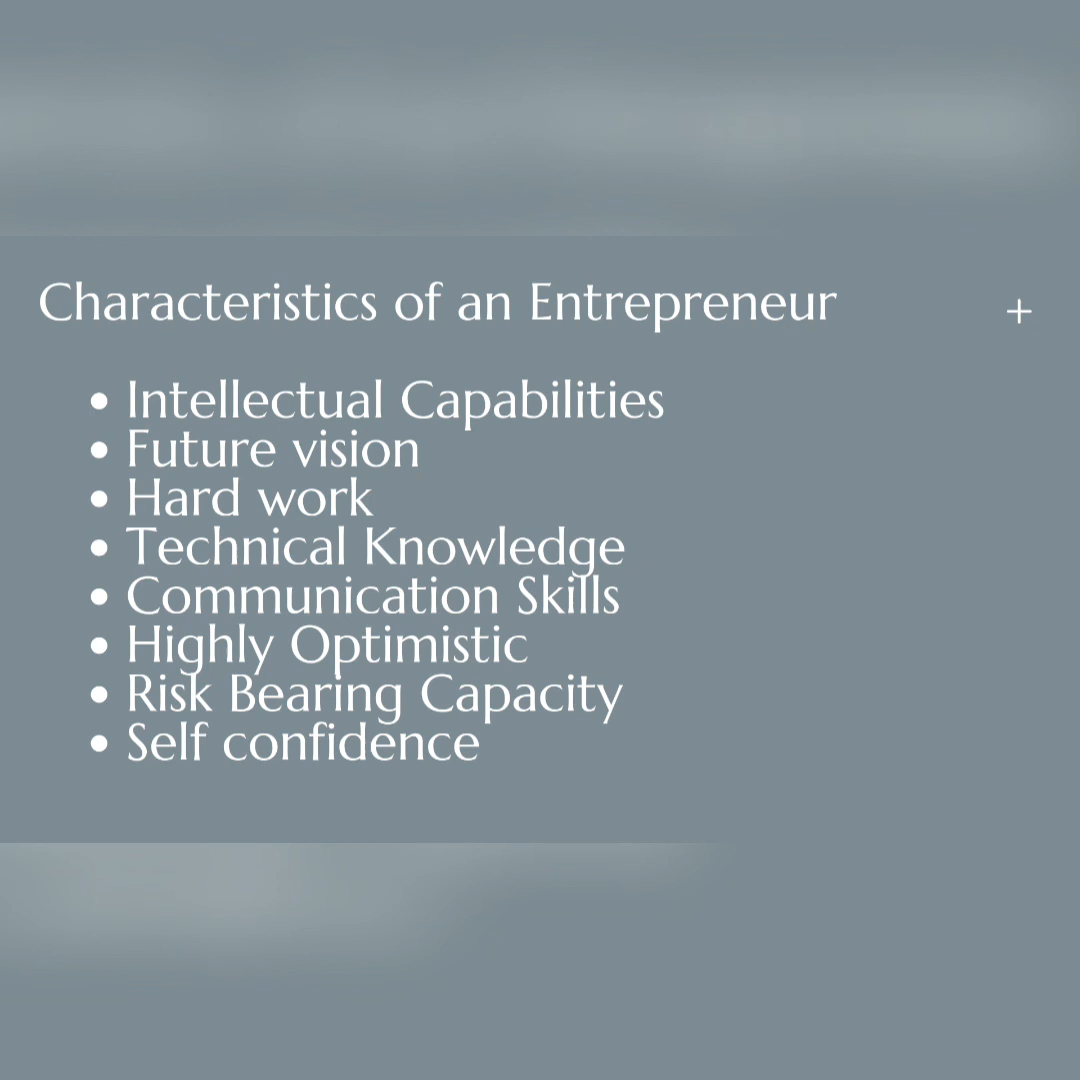 Characteristics of an Entrepreneur
+
• Intellectual Capabilities
• Future vision
• Hard work
• Technical Knowledge
• Communication Skills
• Highly Optimistic
• Risk Bearing Capacity
• Self confidence